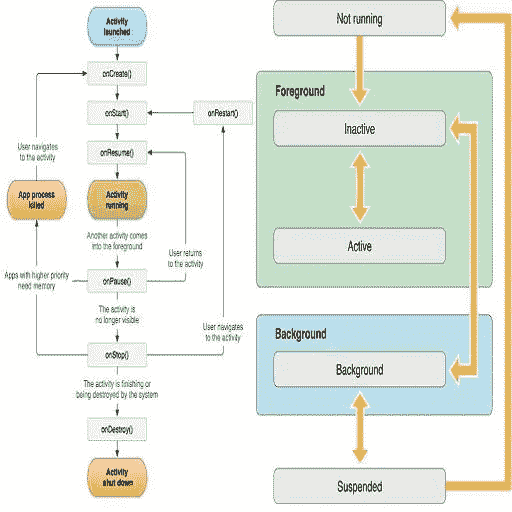 Activity
launched
onCreate()
onStart()
onRestart()
User navigates
to the activity
onResume()
App process
killed
Activity
running
Another activity comes
into the foreground
User returns
to the activity
Apps with higher priority
need memory
onPause()
The activity is
no longer visible
User navigates
to the activity
onStop()
The activity is finishing or
being destroyed by the system
onDestroy()
Activity
shut down
Not running
Foreground
Inactive
Active
Background
Background
Suspended